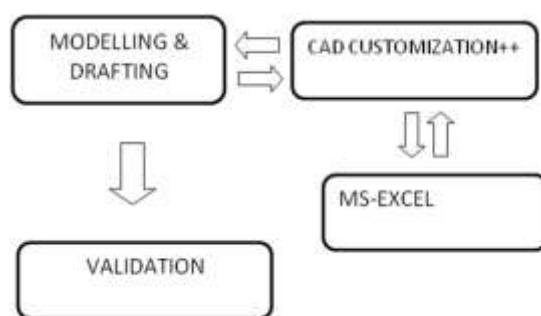 MODELLING &
DRAFTING
CAD CUSTOMIZATION++
MS-EXCEL
VALIDATION